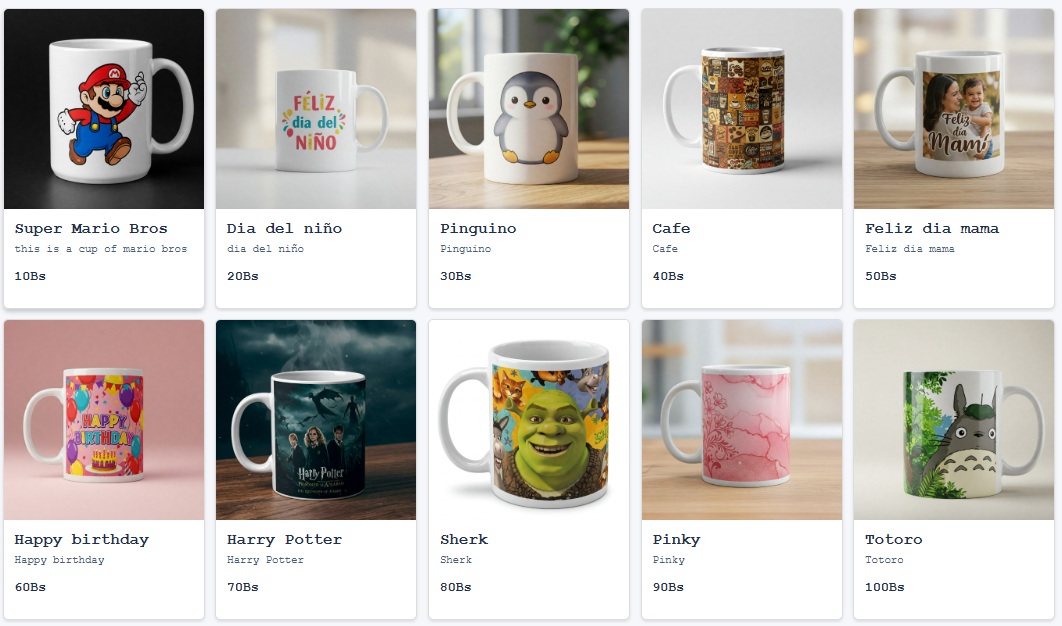 FÉLIZ
dia del
NIÑO
Feliz
día
Mamá
Super Mario Bros
this is a cup of mario bros
10Bs
Dia del niño
dia del niño
20Bs
Pinguino
Pinguino
30Bs
Cafe
Cafe
40Bs
Feliz dia mama
Feliz dia mama
50Bs
HAPPY
BIRTHDAY
Harry Potter
Happy birthday
Happy birthday
60Bs
Harry Potter
Harry Potter
70Bs
Sherk
Sherk
80Bs
Pinky
Pinky
90Bs
Totoro
Totoro
100Bs